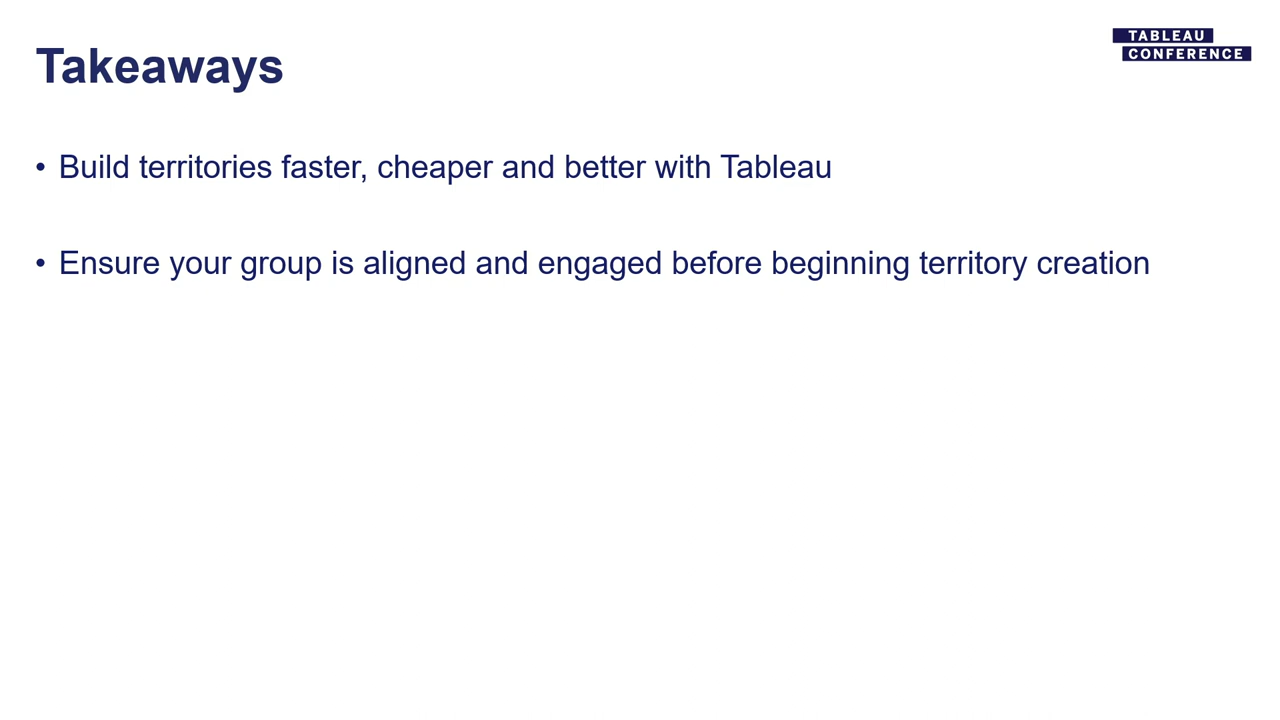 TABLEAU
CONFERENCE
Takeaways
• Build territories faster, cheaper and better with Tableau
• Ensure your group is aligned and engaged before beginning territory creation